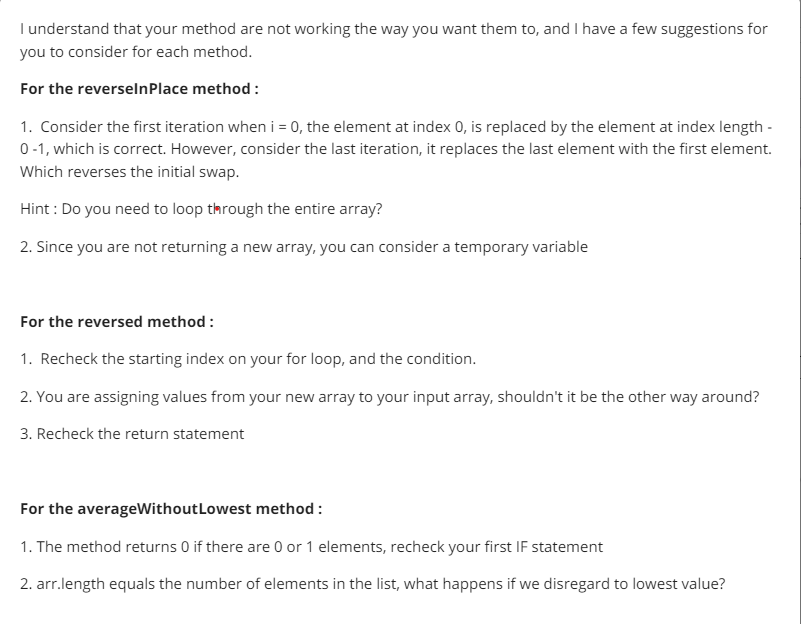 I understand that your method are not working the way you want them to, and I have a few suggestions for
you to consider for each method.
For the reverseInPlace method :
1. Consider the first iteration when i = 0, the element at index 0, is replaced by the element at index length -
0 -1, which is correct. However, consider the last iteration, it replaces the last element with the first element.
Which reverses the initial swap.
Hint : Do you need to loop through the entire array?
2. Since you are not returning a new array, you can consider a temporary variable
For the reversed method :
1. Recheck the starting index on your for loop, and the condition.
2. You are assigning values from your new array to your input array, shouldn't it be the other way around?
3. Recheck the return statement
For the averageWithoutLowest method :
1. The method returns 0 if there are 0 or 1 elements, recheck your first IF statement
2. arr.length equals the number of elements in the list, what happens if we disregard to lowest value?